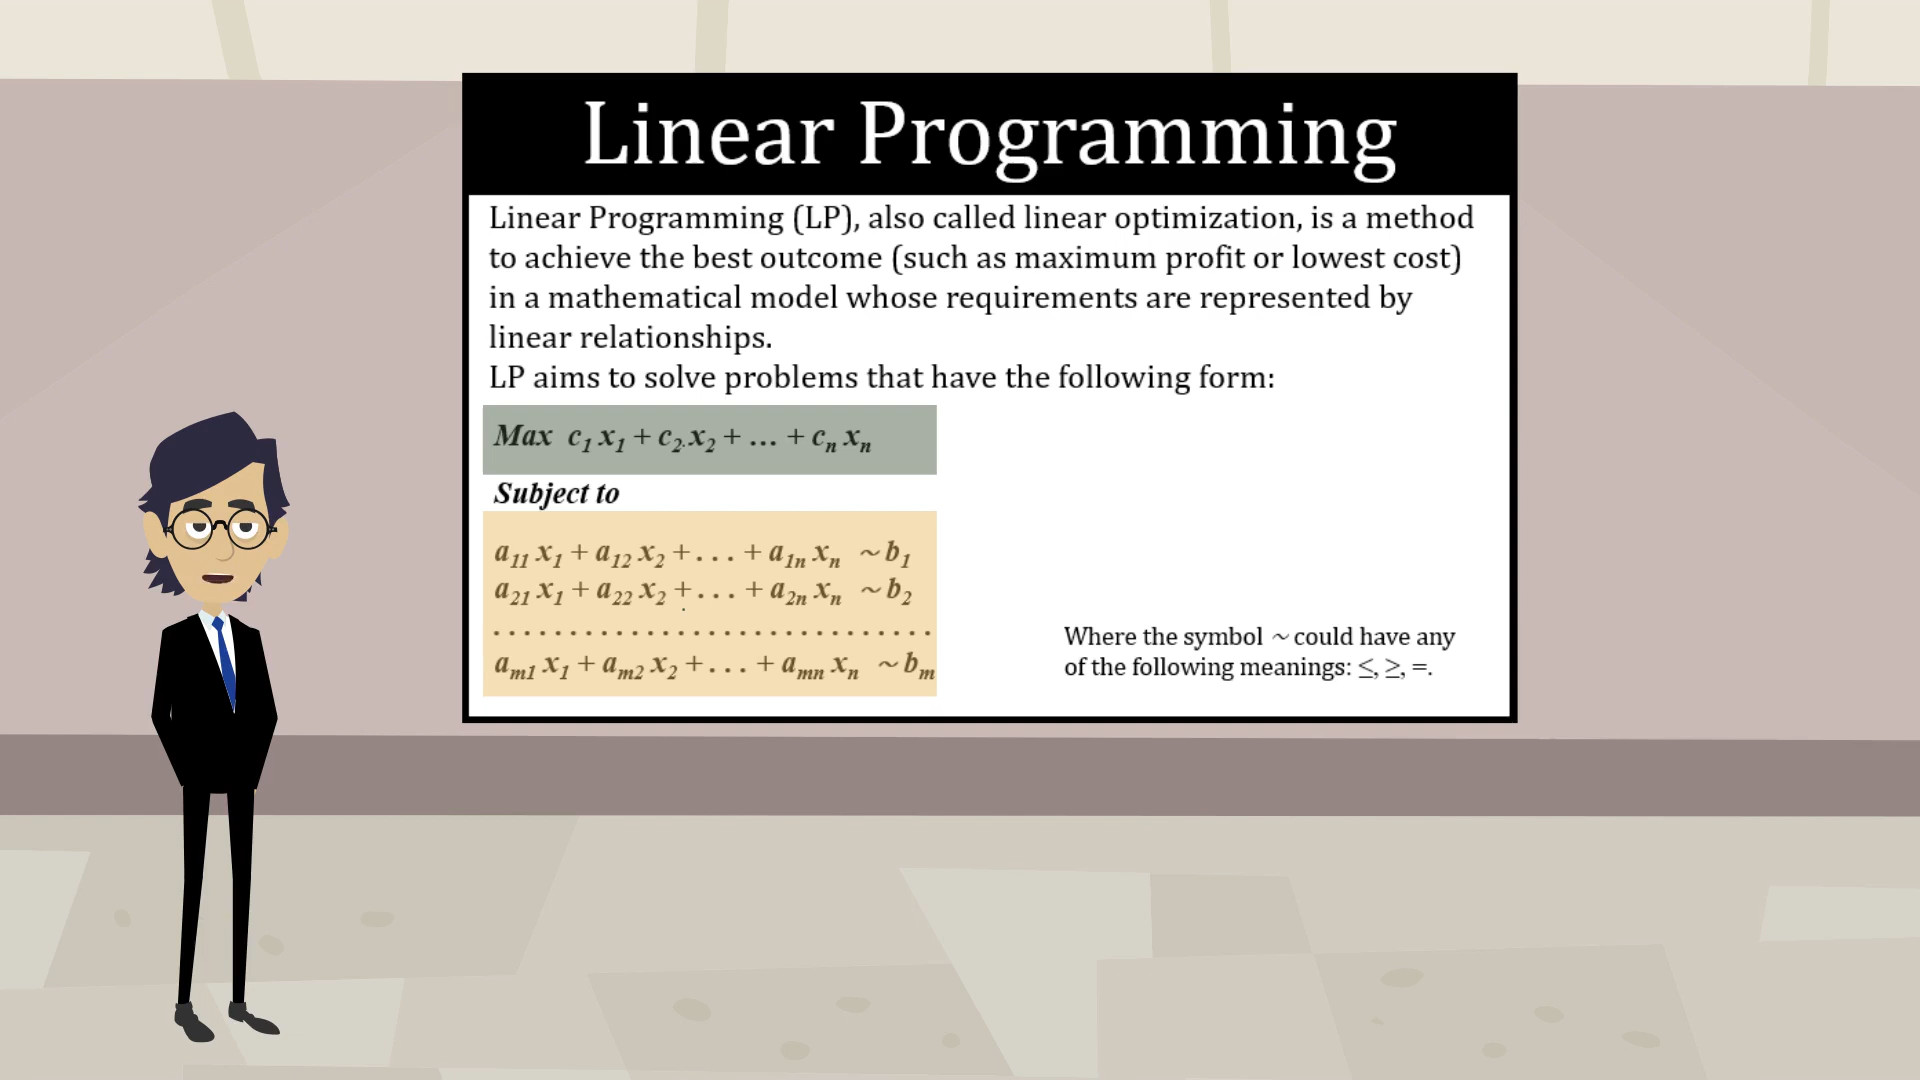 Linear Programming
Linear Programming (LP), also called linear optimization, is a method
to achieve the best outcome (such as maximum profit or lowest cost)
in a mathematical model whose requirements are represented by
linear relationships.
LP aims to solve problems that have the following form:
Max c₁ x₁ + c₂ x₂ + ... + cₙ xₙ
Subject to
a₁₁ x₁ + a₁₂ x₂ + . . . + a₁ₙ xₙ ~ b₁
a₂₁ x₁ + a₂₂ x₂ + . . . + a₂ₙ xₙ ~ b₂
. . . . . . . . . . . . . . . . . . . . . . . . . . . . .
aₘ₁ x₁ + aₘ₂ x₂ + . . . + aₘₙ xₙ ~ bₘ
Where the symbol ~ could have any
of the following meanings: ≤, ≥, =.